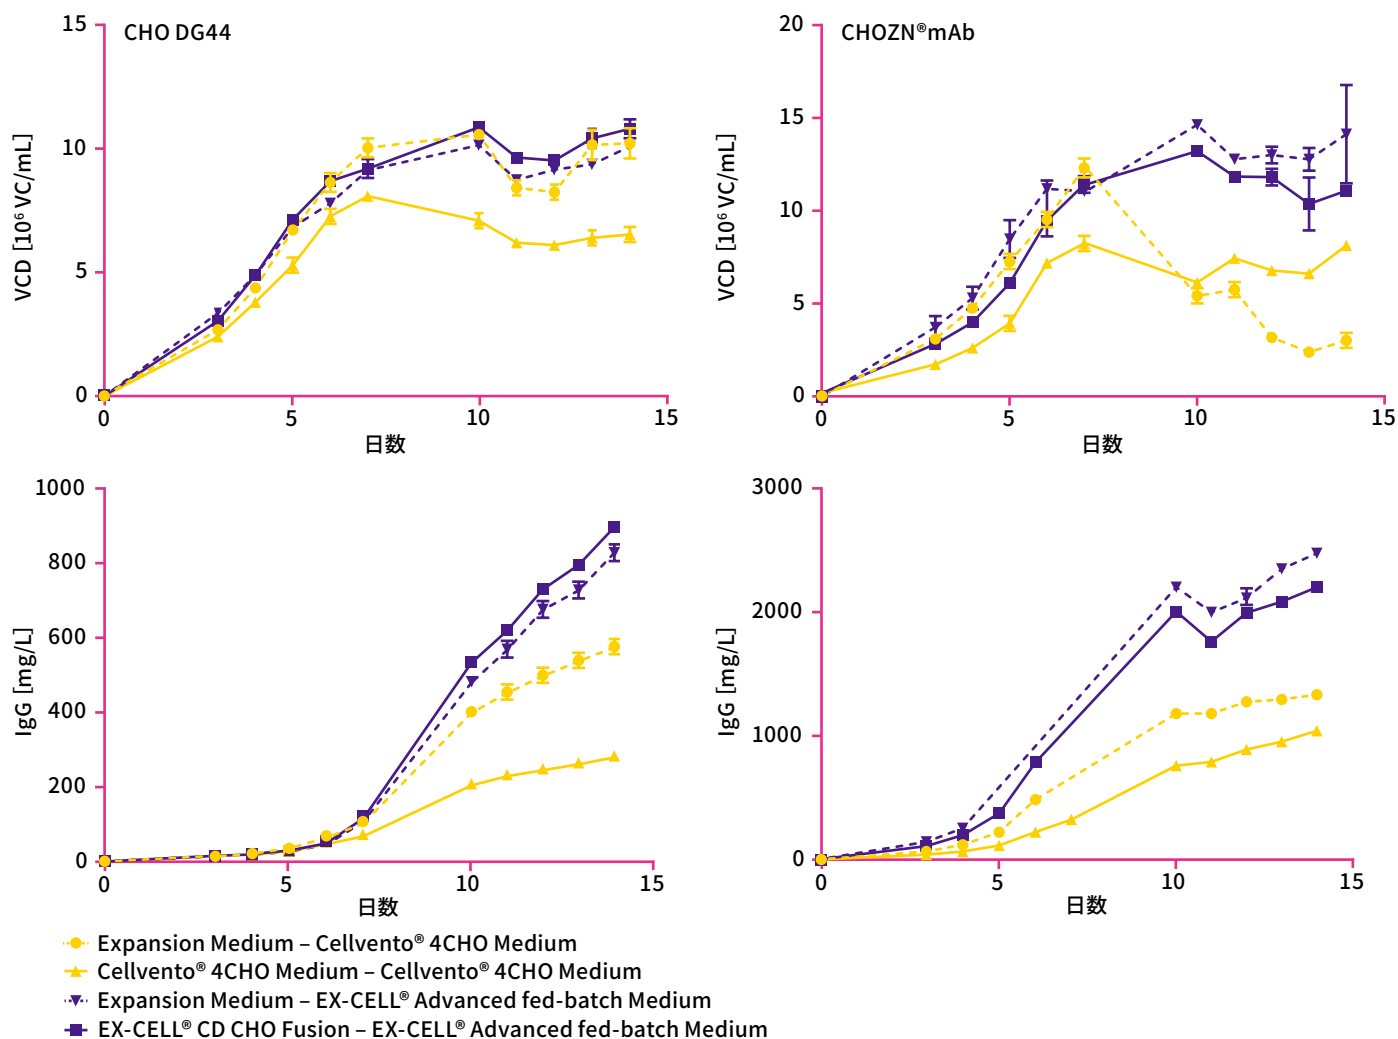 CHO DG44
15
10
5
0
VCD [10⁶ VC/mL]
0 5 10 15
日数
CHOZN®mAb
20
15
10
5
0
VCD [10⁶ VC/mL]
0 5 10 15
日数
1000
800
600
400
200
0
IgG [mg/L]
0 5 10 15
日数
3000
2000
1000
0
IgG [mg/L]
0 5 10 15
日数
Expansion Medium – Cellvento® 4CHO Medium
Cellvento® 4CHO Medium – Cellvento® 4CHO Medium
Expansion Medium – EX-CELL® Advanced fed-batch Medium
EX-CELL® CD CHO Fusion – EX-CELL® Advanced fed-batch Medium